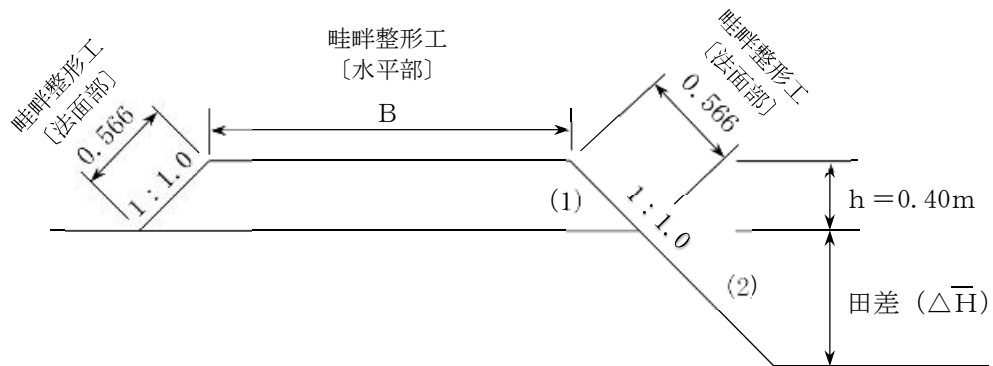 畦畔整形工
〔法面部〕
0.566
1：1.0
畦畔整形工
〔水平部〕
B
畦畔整形工
〔法面部〕
0.566
1：1.0
(1)
(2)
h＝0.40m
田差（△H̅）